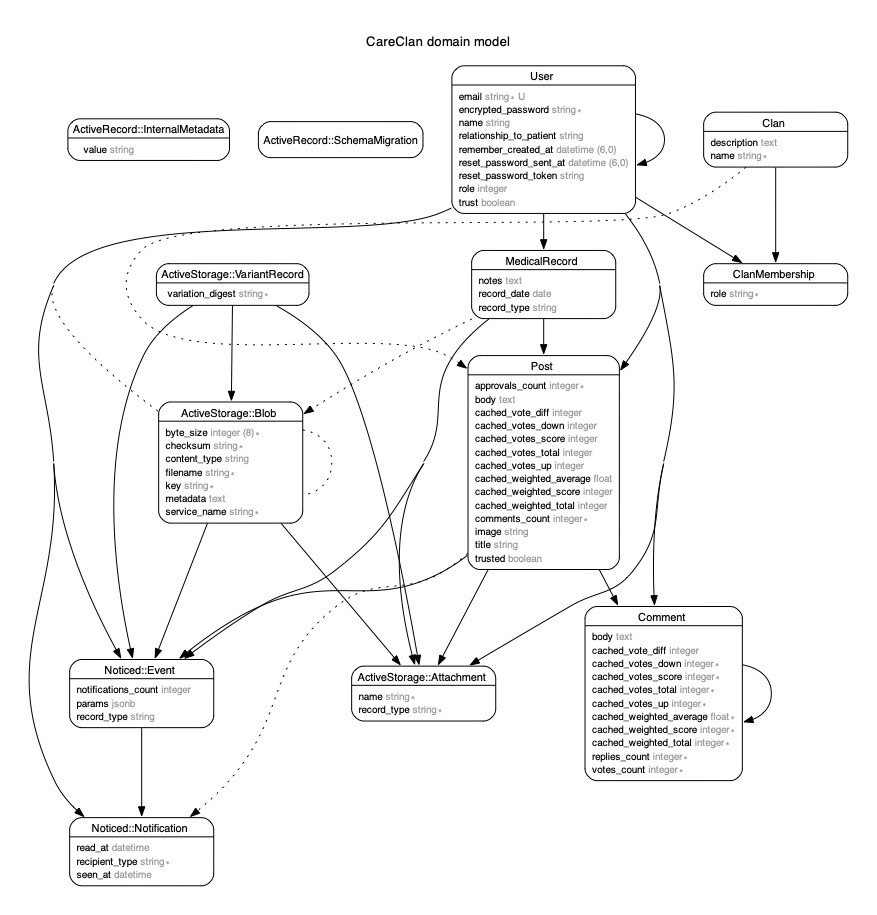 CareClan domain model
User
email string ∗ U
encrypted_password string ∗
name string
relationship_to_patient string
remember_created_at datetime (6,0)
reset_password_sent_at datetime (6,0)
reset_password_token string
role integer
trust boolean
ActiveRecord::InternalMetadata
value string
ActiveRecord::SchemaMigration
Clan
description text
name string ∗
ActiveStorage::VariantRecord
variation_digest string ∗
MedicalRecord
notes text
record_date date
record_type string
ClanMembership
role string ∗
Post
approvals_count integer ∗
body text
cached_vote_diff integer
cached_votes_down integer
cached_votes_score integer
cached_votes_total integer
cached_votes_up integer
cached_weighted_average float
cached_weighted_score integer
cached_weighted_total integer
comments_count integer ∗
image string
title string
trusted boolean
ActiveStorage::Blob
byte_size integer (8) ∗
checksum string ∗
content_type string
filename string ∗
key string ∗
metadata text
service_name string ∗
Comment
body text
cached_vote_diff integer
cached_votes_down integer ∗
cached_votes_score integer ∗
cached_votes_total integer ∗
cached_votes_up integer ∗
cached_weighted_average float ∗
cached_weighted_score integer ∗
cached_weighted_total integer ∗
replies_count integer ∗
votes_count integer ∗
Noticed::Event
notifications_count integer
params jsonb
record_type string
ActiveStorage::Attachment
name string ∗
record_type string ∗
Noticed::Notification
read_at datetime
recipient_type string ∗
seen_at datetime